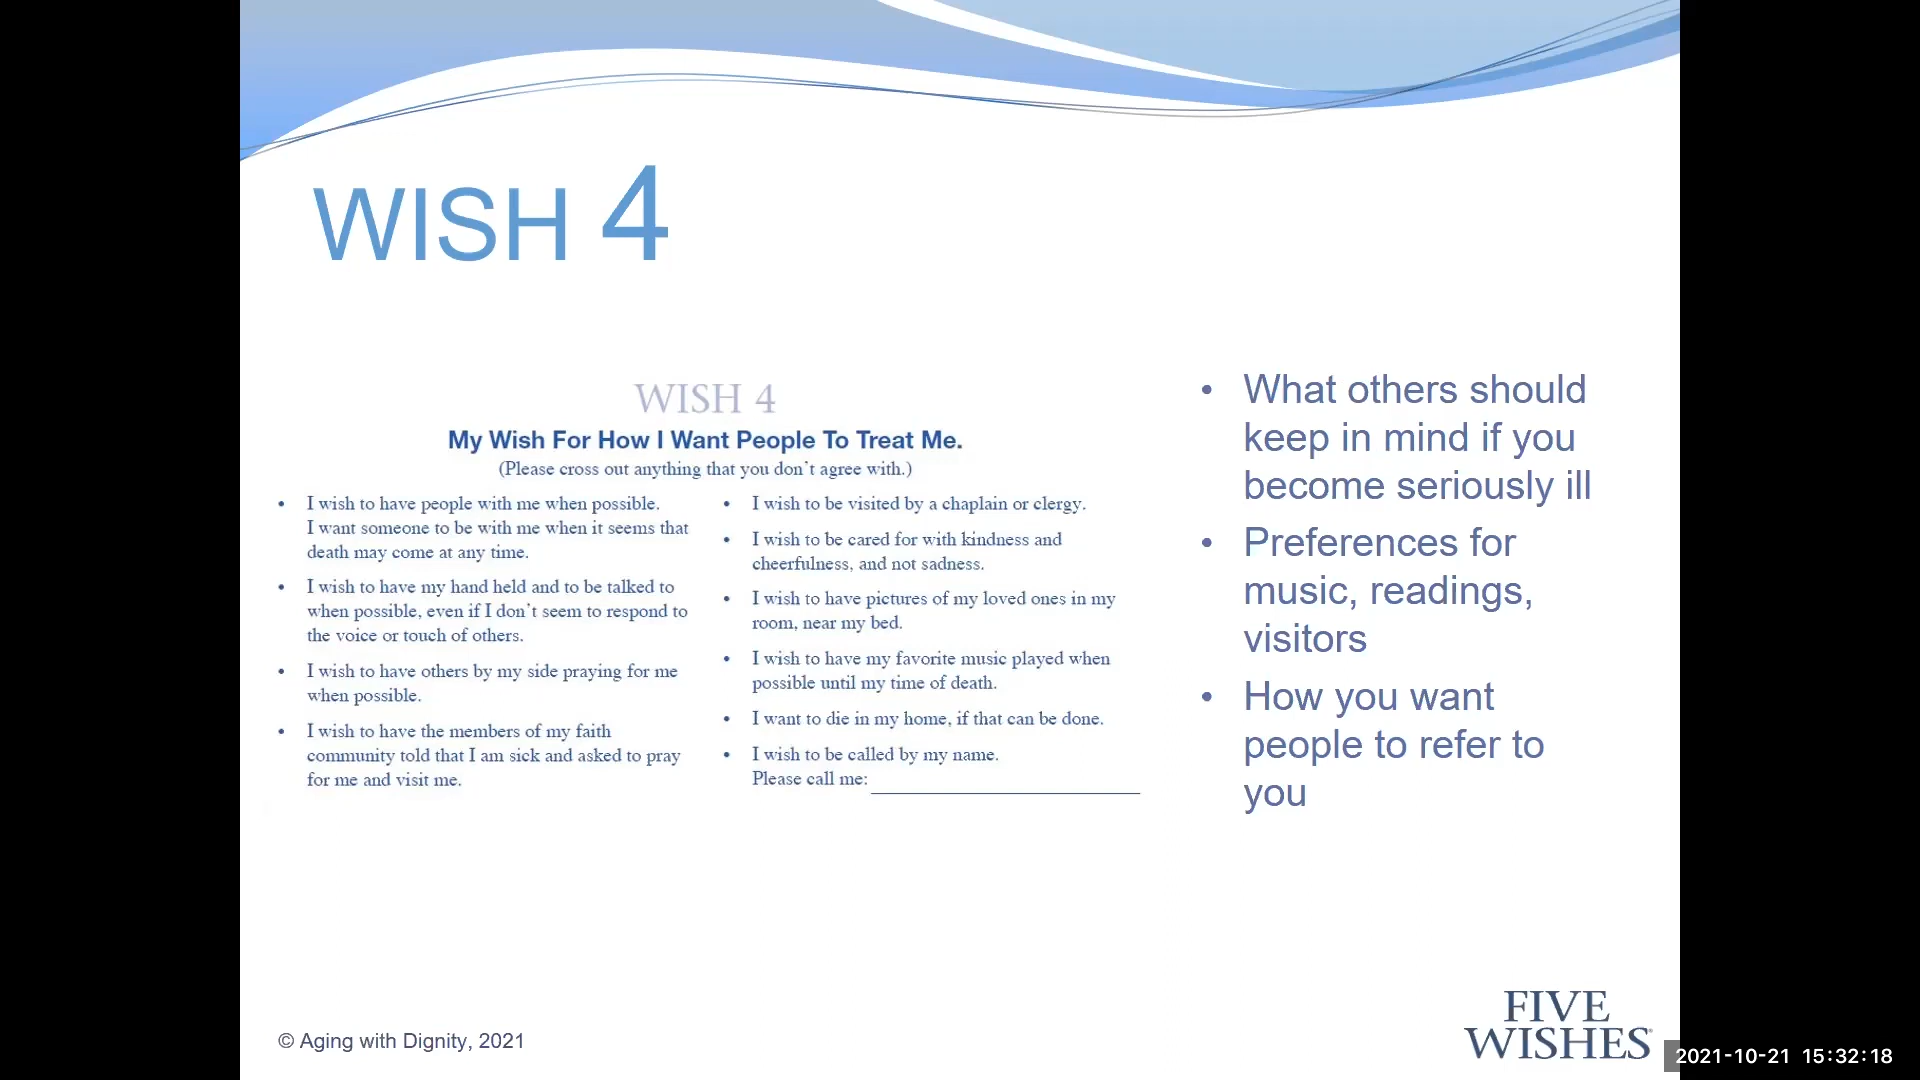 WISH 4
WISH 4
My Wish For How I Want People To Treat Me.
(Please cross out anything that you don't agree with.)
• I wish to have people with me when possible.
I want someone to be with me when it seems that
death may come at any time.
• I wish to have my hand held and to be talked to
when possible, even if I don't seem to respond to
the voice or touch of others.
• I wish to have others by my side praying for me
when possible.
• I wish to have the members of my faith
community told that I am sick and asked to pray
for me and visit me.
• I wish to be visited by a chaplain or clergy.
• I wish to be cared for with kindness and
cheerfulness, and not sadness.
• I wish to have pictures of my loved ones in my
room, near my bed.
• I wish to have my favorite music played when
possible until my time of death.
• I want to die in my home, if that can be done.
• I wish to be called by my name.
Please call me:
• What others should
keep in mind if you
become seriously ill
• Preferences for
music, readings,
visitors
• How you want
people to refer to
you
© Aging with Dignity, 2021
FIVE
WISHES®
2021-10-21 15:32:18